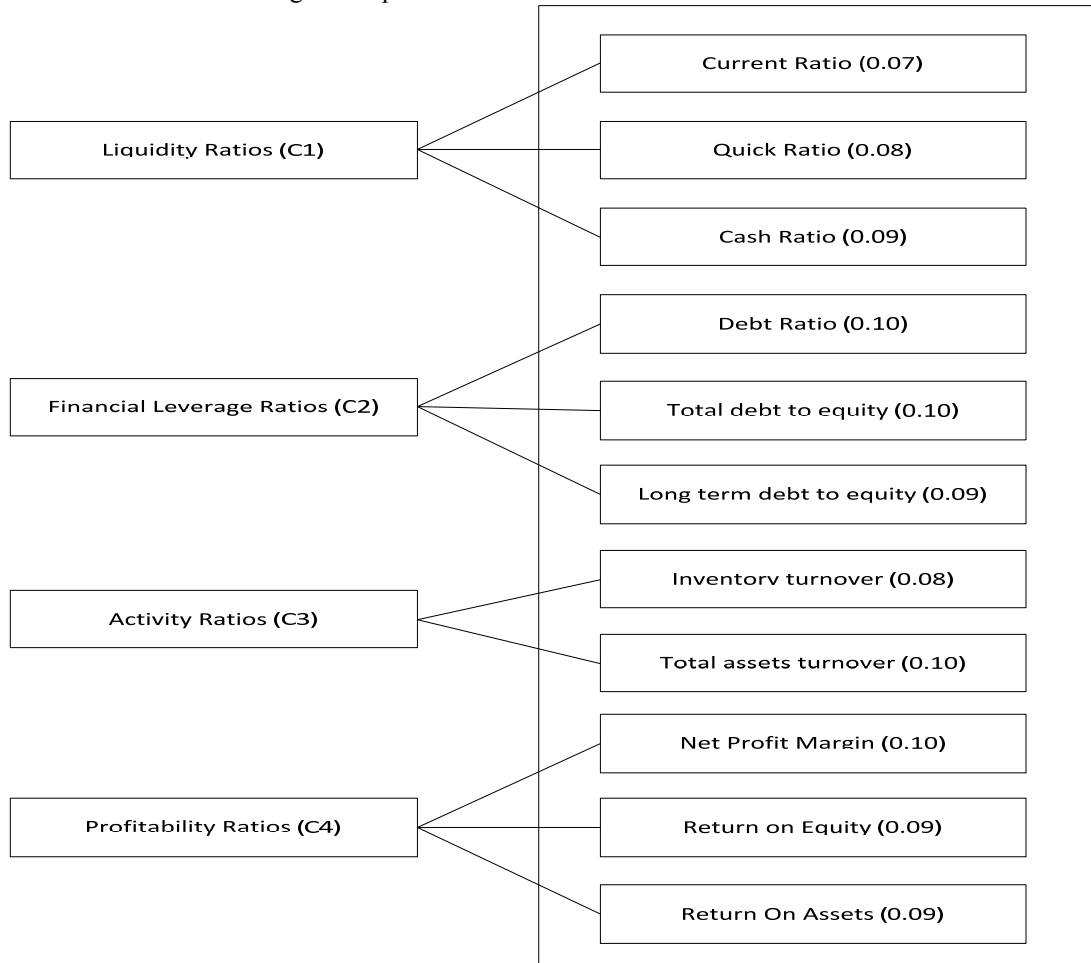 Current Ratio (0.07)
Liquidity Ratios (C1)
Quick Ratio (0.08)
Cash Ratio (0.09)
Debt Ratio (0.10)
Financial Leverage Ratios (C2)
Total debt to equity (0.10)
Long term debt to equity (0.09)
Inventory turnover (0.08)
Activity Ratios (C3)
Total assets turnover (0.10)
Net Profit Margin (0.10)
Profitability Ratios (C4)
Return on Equity (0.09)
Return On Assets (0.09)